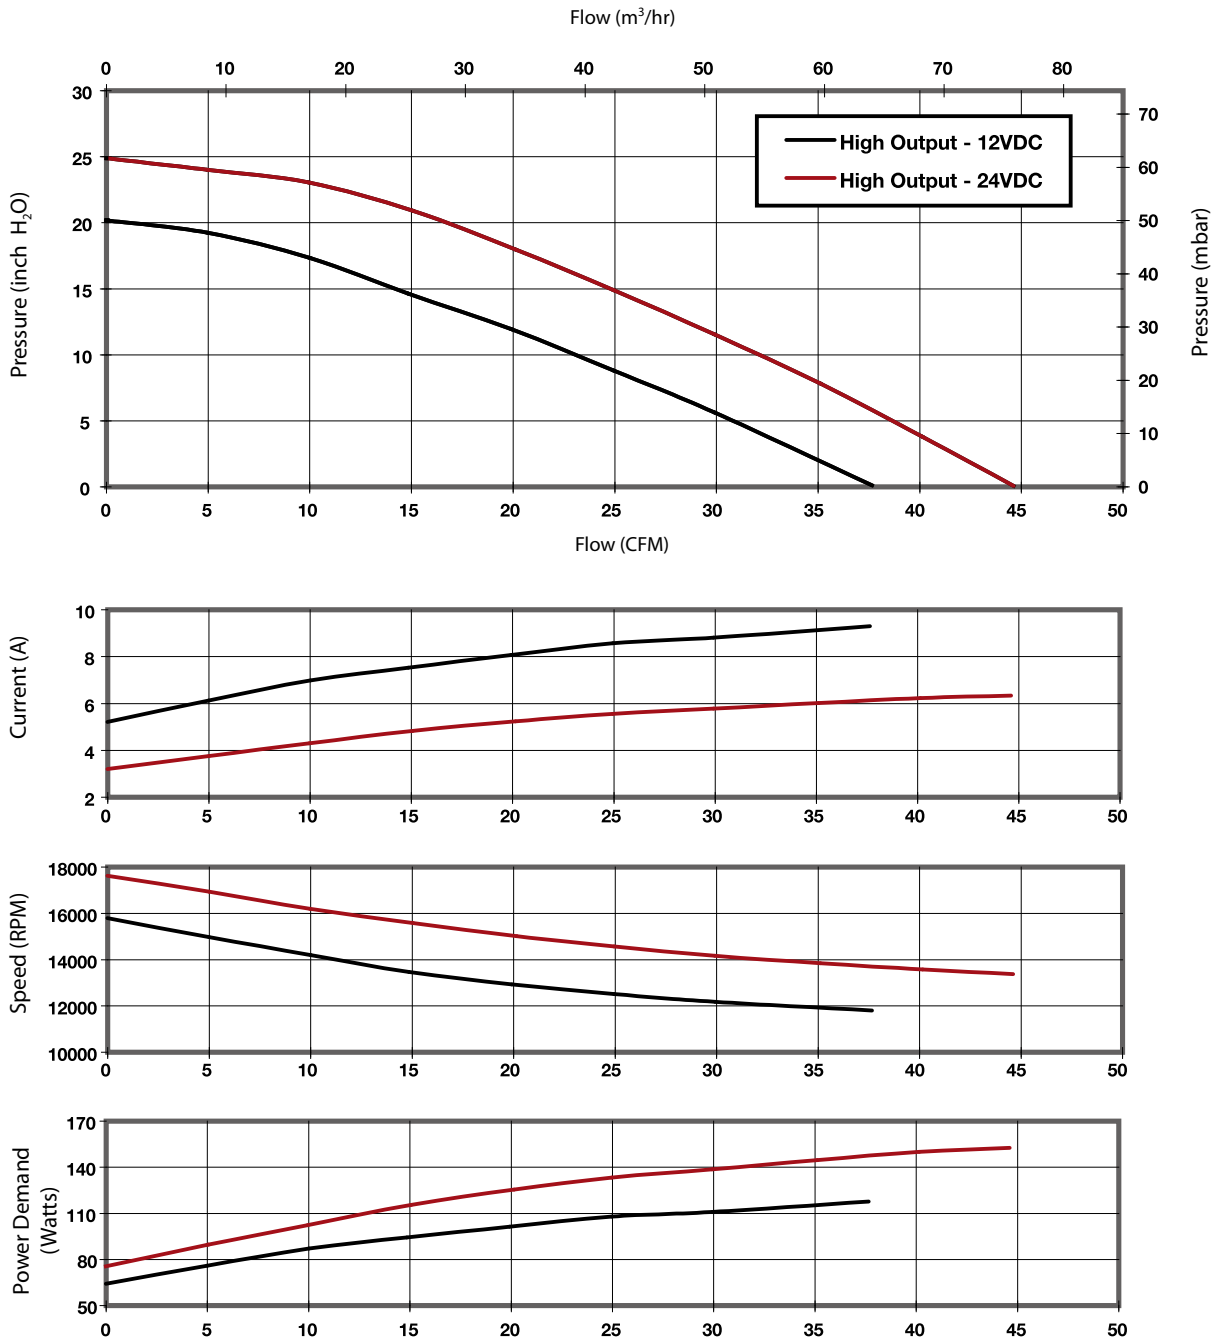 Flow (m³/hr)
0 10 20 30 40 50 60 70 80
30
25
20
15
10
5
0
Pressure (inch H₂O)
High Output - 12VDC
High Output - 24VDC
70
60
50
40
30
20
10
0
Pressure (mbar)
0 5 10 15 20 25 30 35 40 45 50
Flow (CFM)
10
8
6
4
2
Current (A)
0 5 10 15 20 25 30 35 40 45 50
18000
16000
14000
12000
10000
Speed (RPM)
0 5 10 15 20 25 30 35 40 45 50
170
140
110
80
50
Power Demand
(Watts)
0 5 10 15 20 25 30 35 40 45 50